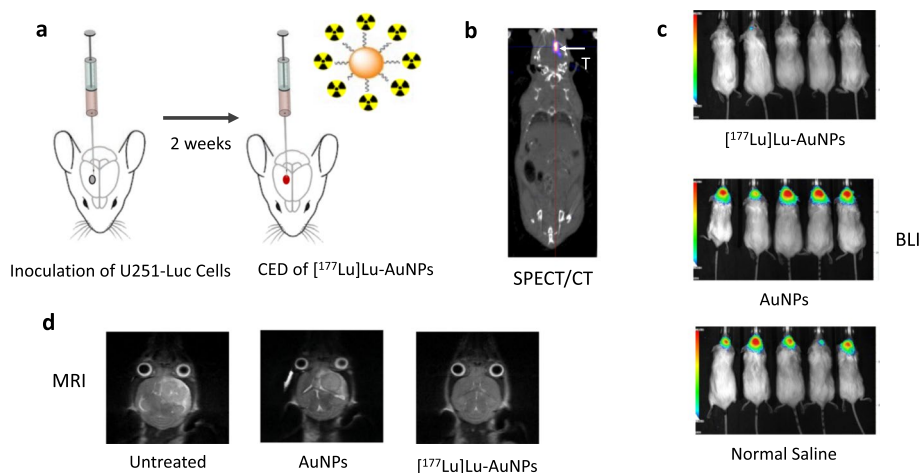 a
2 weeks
Inoculation of U251-Luc Cells
CED of [¹⁷⁷Lu]Lu-AuNPs
b
T
SPECT/CT
c
[¹⁷⁷Lu]Lu-AuNPs
BLI
AuNPs
Normal Saline
d
MRI
Untreated
AuNPs
[¹⁷⁷Lu]Lu-AuNPs